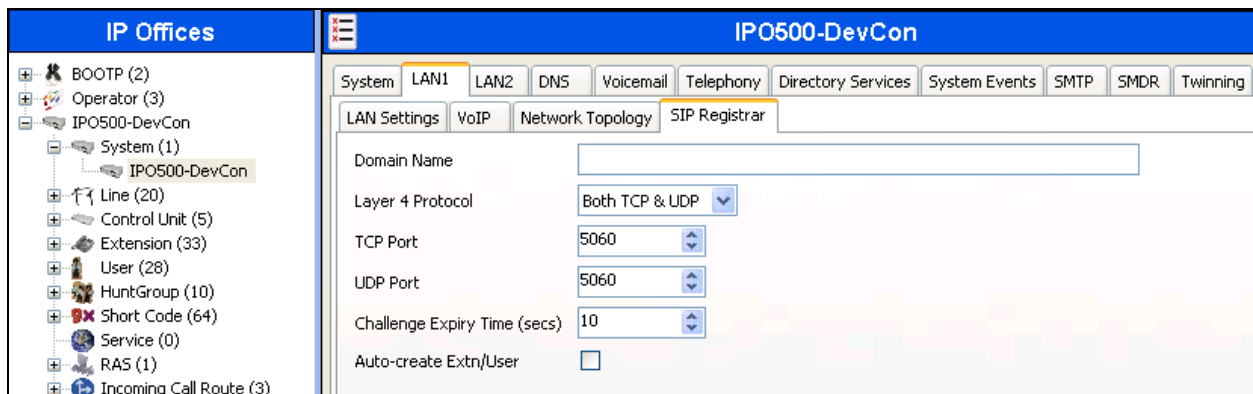 IP Offices
BOOTP (2)
Operator (3)
IPO500-DevCon
System (1)
IPO500-DevCon
Line (20)
Control Unit (5)
Extension (33)
User (28)
HuntGroup (10)
Short Code (64)
Service (0)
RAS (1)
Incoming Call Route (3)
IPO500-DevCon
System LAN1 LAN2 DNS Voicemail Telephony Directory Services System Events SMTP SMDR Twinning
LAN Settings VoIP Network Topology SIP Registrar
Domain Name
Layer 4 Protocol Both TCP & UDP
TCP Port 5060
UDP Port 5060
Challenge Expiry Time (secs) 10
Auto-create Extn/User